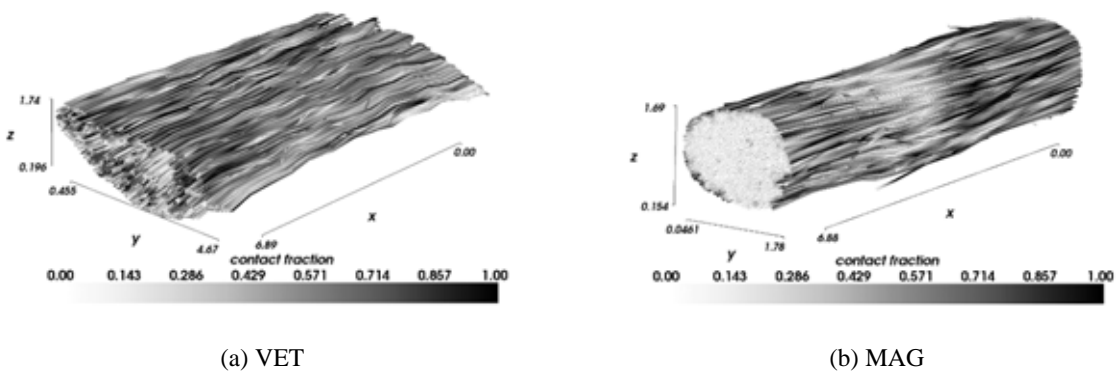 1.74
z
0.196
0.455
y
4.67
6.89
x
0.00
contact fraction
0.00 0.143 0.286 0.429 0.571 0.714 0.857 1.00
(a) VET
1.69
z
0.154
0.0461
y
1.78
6.88
x
0.00
contact fraction
0.00 0.143 0.286 0.429 0.571 0.714 0.857 1.00
(b) MAG